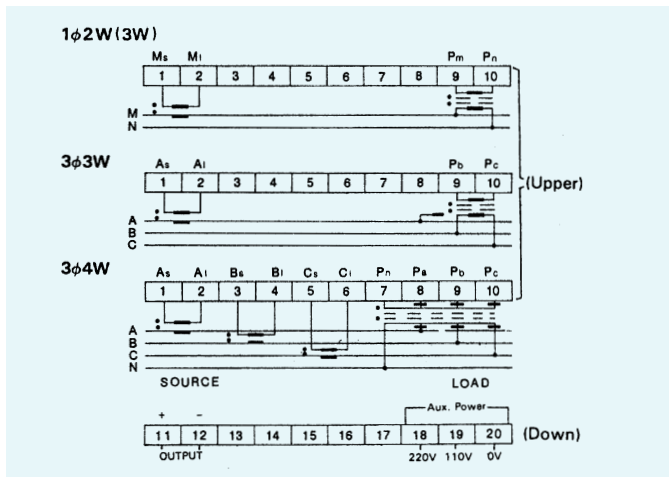 1ϕ2W(3W)
Ms Ml Pm Pn
1 2 3 4 5 6 7 8 9 10
M
N
3ϕ3W
As Al Pb Pc
1 2 3 4 5 6 7 8 9 10
(Upper)
A
B
C
3ϕ4W
As Al Bs Bl Cs Cl Pn Pa Pb Pc
1 2 3 4 5 6 7 8 9 10
A
B
C
N
SOURCE LOAD
+ - Aux. Power
11 12 13 14 15 16 17 18 19 20 (Down)
OUTPUT 220V 110V 0V